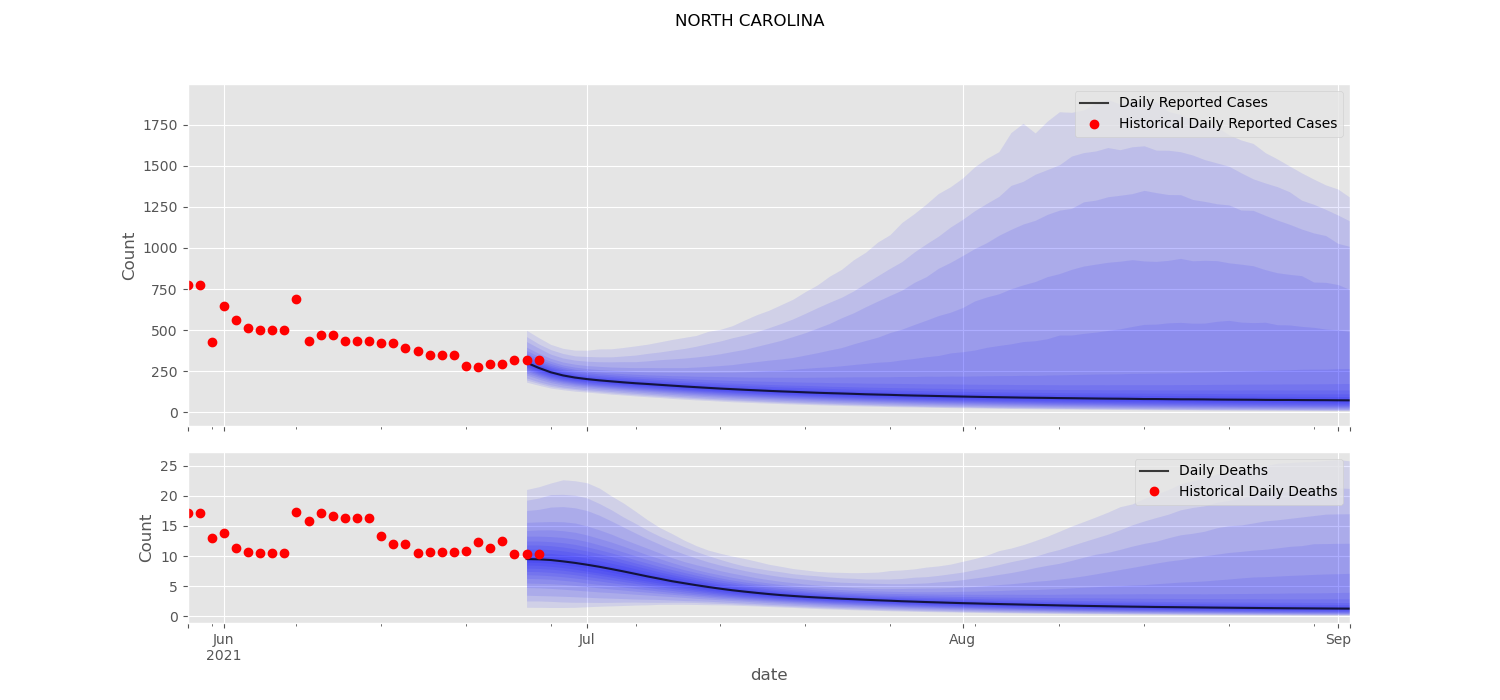 NORTH CAROLINA
Daily Reported Cases
Historical Daily Reported Cases
1750
1500
1250
1000
750
500
250
0
Count
Daily Deaths
Historical Daily Deaths
25
20
15
10
5
0
Count
Jun
2021
Jul
Aug
Sep
date